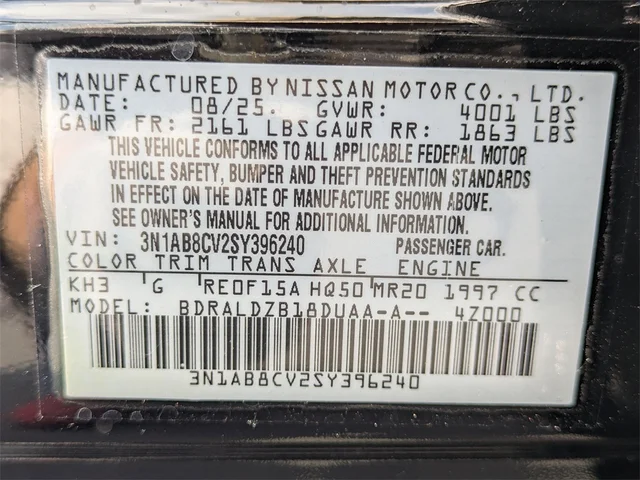 MANUFACTURED BY NISSAN MOTOR CO., LTD.
DATE: 08/25. GVWR: 4001 LBS
GAWR FR: 2161 LBS GAWR RR: 1863 LBS
THIS VEHICLE CONFORMS TO ALL APPLICABLE FEDERAL MOTOR
VEHICLE SAFETY, BUMPER AND THEFT PREVENTION STANDARDS
IN EFFECT ON THE DATE OF MANUFACTURE SHOWN ABOVE.
SEE OWNER'S MANUAL FOR ADDITIONAL INFORMATION.
VIN: 3N1AB8CV2SY396240 PASSENGER CAR.
COLOR TRIM TRANS AXLE ENGINE
KH3 G RE0F15A HQ50 MR20 1997 CC
MODEL: BDRALDZB18DUAA-A-- 4Z000
3N1AB8CV2SY396240